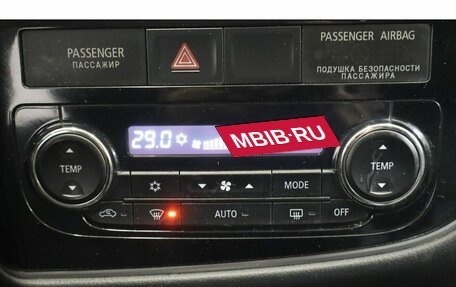 PASSENGER
ПАССАЖИР
PASSENGER AIRBAG
ПОДУШКА БЕЗОПАСНОСТИ
ПАССАЖИРА
29.0
MBIB.RU
TEMP
TEMP
MODE
AUTO
OFF